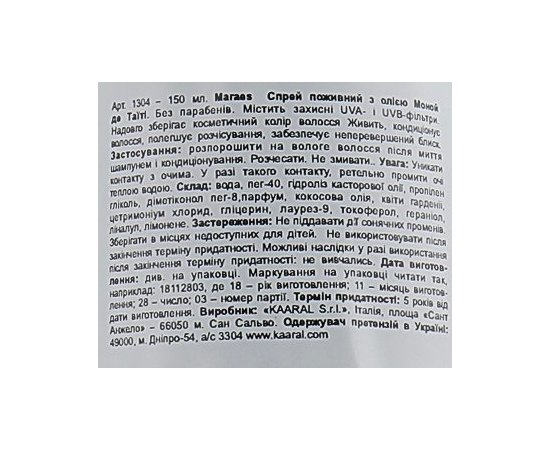 Арт. 1304 – 150 мл. Maraes Спрей поживний з олією Моной
де Таїті. Без парабенів. Містить захисні UVA- і UVB-фільтри.
Надовго зберігає косметичний колір волосся Живить, кондиціонує
волосся, полегшує розчісування, забезпечує неперевершений блиск.
Застосування: розпорошити на вологе волосся після миття
шампунем і кондиціонування. Розчесати. Не змивати.. Увага: Уникати
контакту з очима. У разі такого контакту, ретельно промити очі
теплою водою. Склад: вода, пег-40, гідроліз касторової олії, пропілен
гліколь, діметіконол пег-8,парфум, кокосова олія, квіти гарденії,
цетримоніум хлорид, гліцерин, лаурез-9, токоферол, гераніол,
ліналул, лімонене. Застереження: Не піддавати дії сонячних променів.
Зберігати в місцях недоступних для дітей. Не використовувати після
закінчення терміну придатності. Можливі наслідки у разі використання
після закінчення терміну придатності: не вивчались. Дата виготов-
лення: див. на упаковці. Маркування на упаковці читати так,
наприклад: 18112803, де 18 – рік виготовлення; 11 – місяць виготов-
лення; 28 – число; 03 – номер партії. Термін придатності: 5 років від
дати виготовлення. Виробник: «KAARAL S.r.l.», Італія, площа «Сант
Анжело» – 66050 м. Сан Сальво. Одержувач претензій в Україні:
49000, м. Дніпро-54, а/с 3304 www.kaaral.com